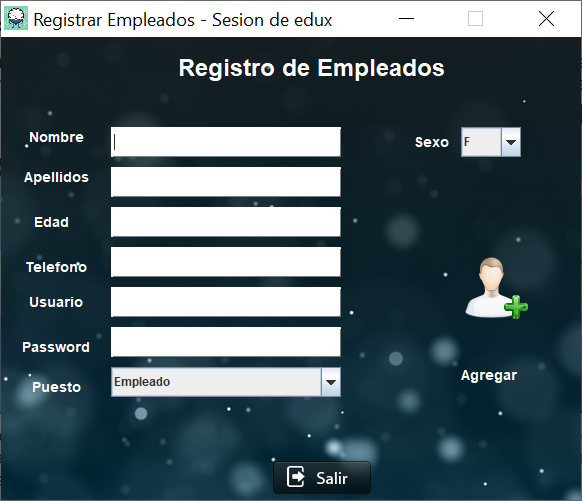 Registrar Empleados - Sesion de edux
Registro de Empleados
Nombre
Sexo F
Apellidos
Edad
Telefono
Usuario
Password
Puesto Empleado
Agregar
Salir